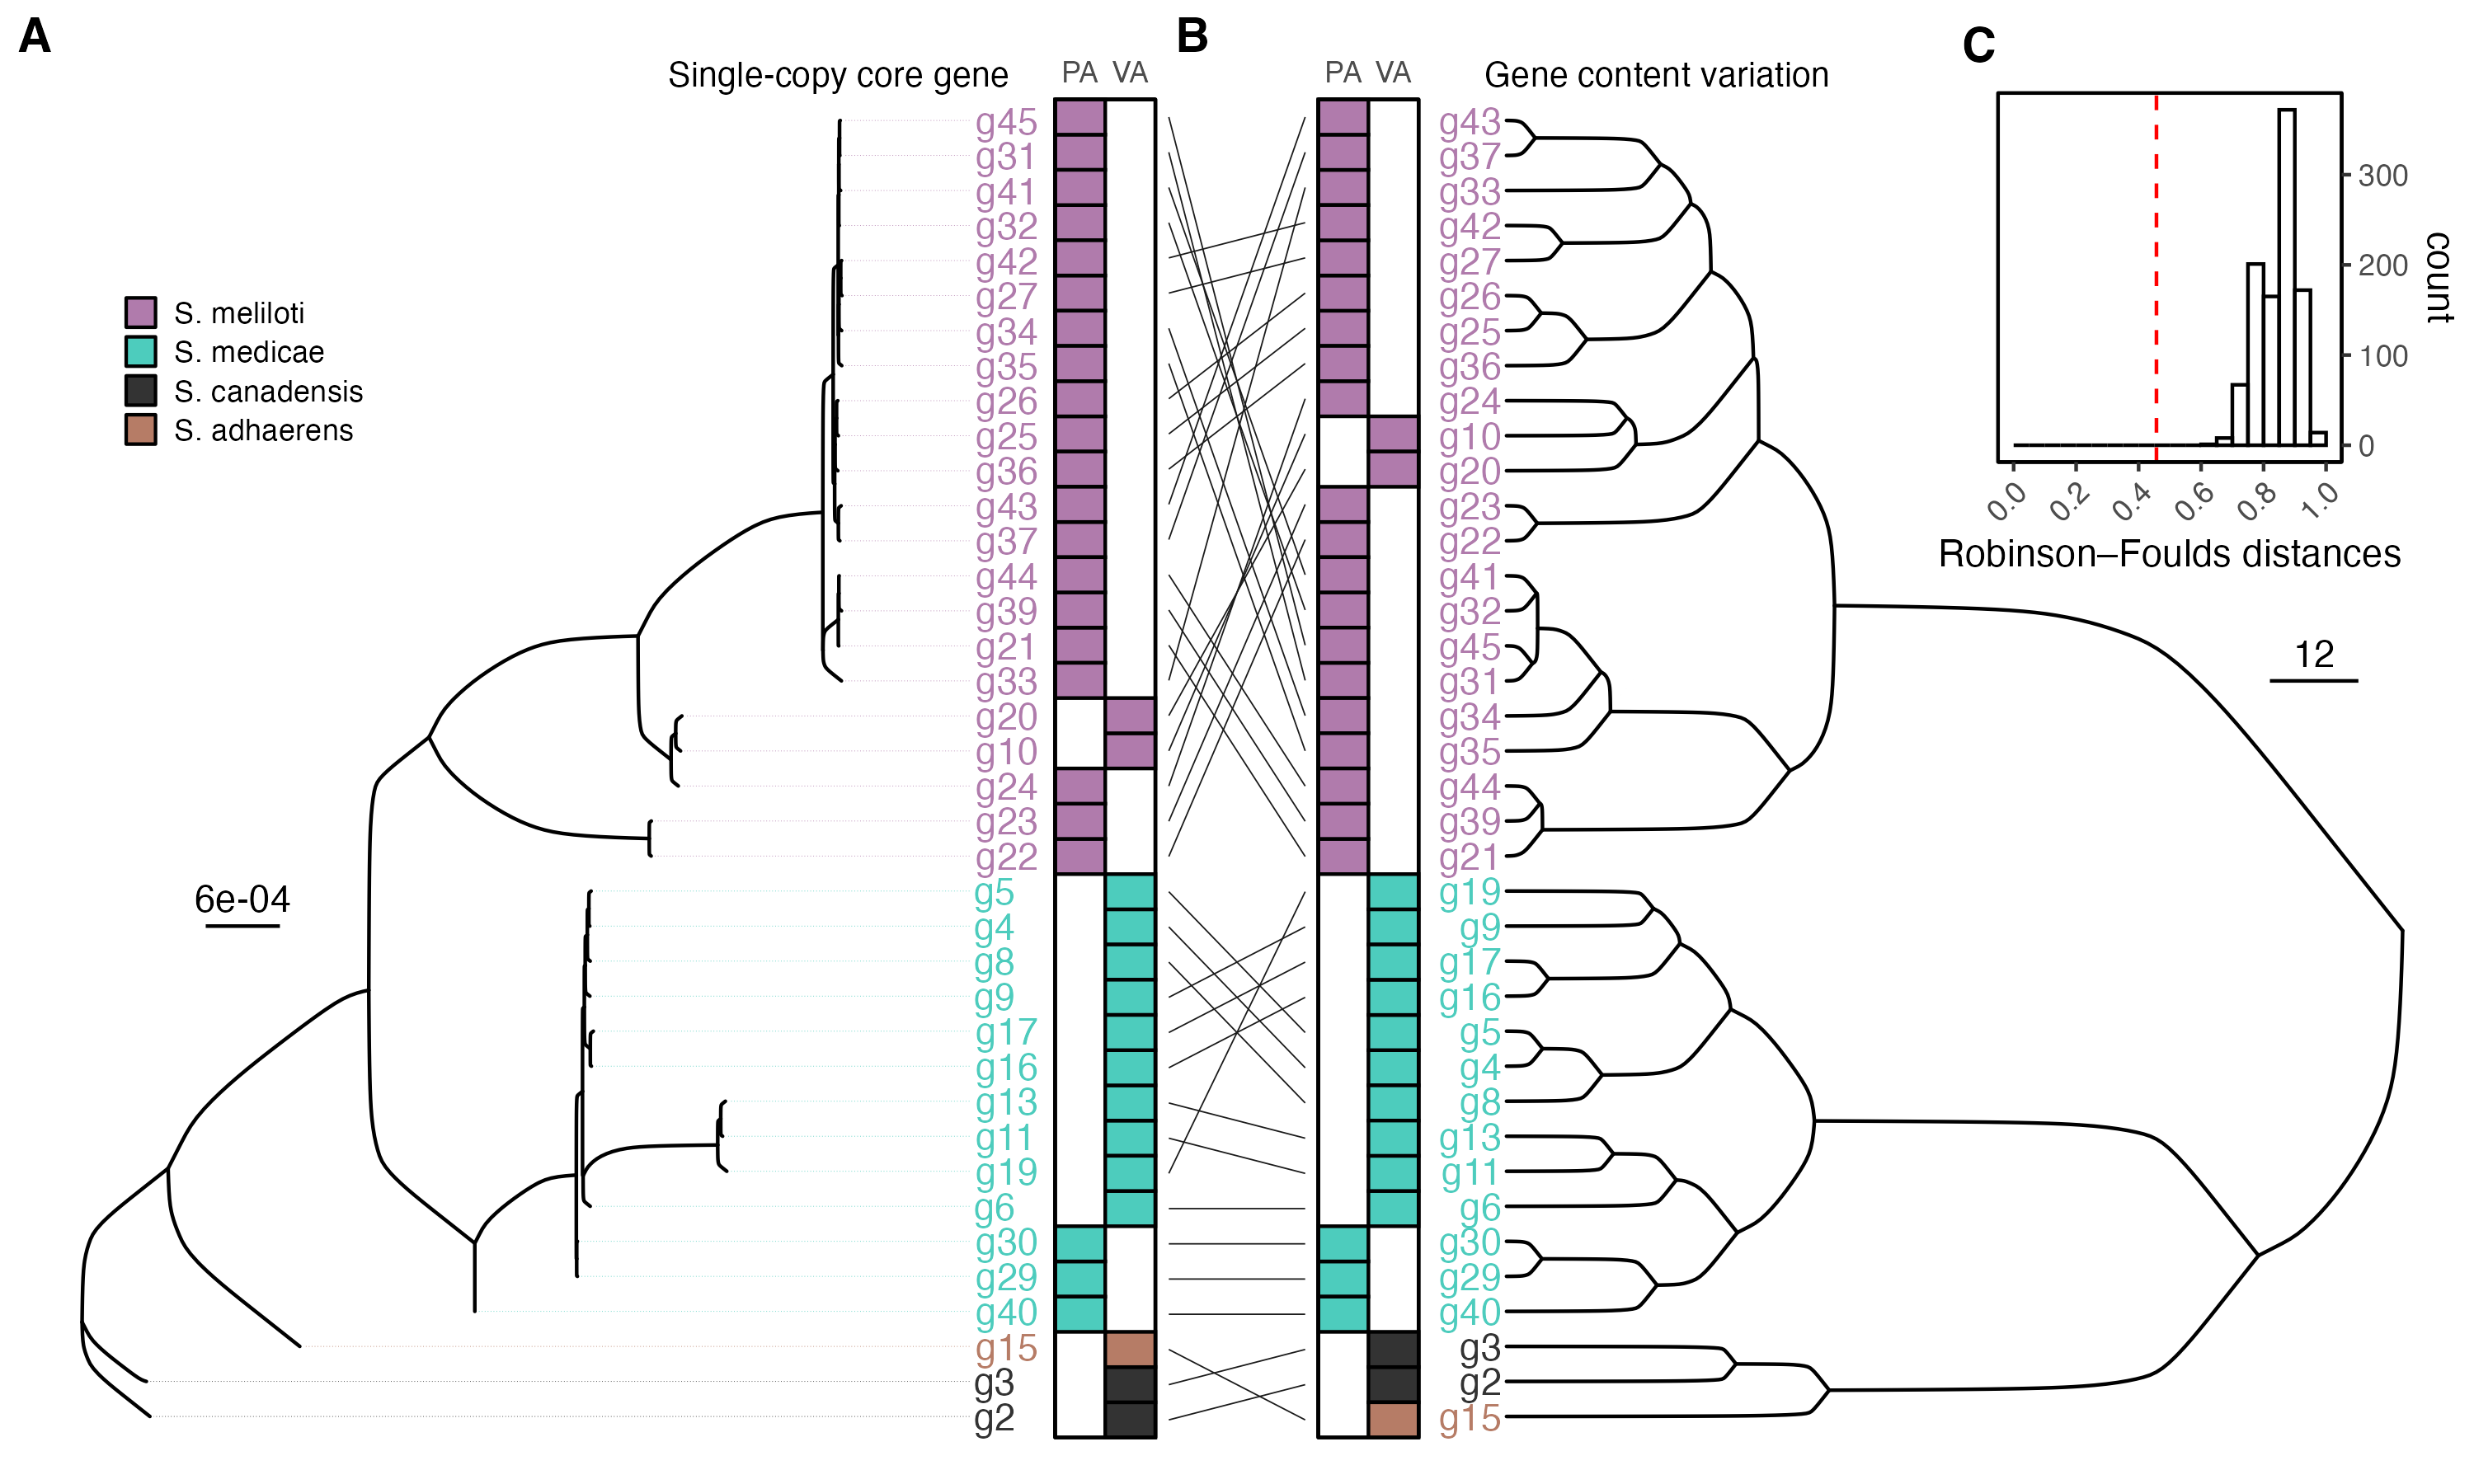 A
B
C
Single-copy core gene
PA VA
PA VA
Gene content variation
g45
g31
g41
g32
g42
g27
g34
g35
g26
g25
g36
g43
g37
g44
g39
g21
g33
g20
g10
g24
g23
g22
g5
g4
g8
g9
g17
g16
g13
g11
g19
g6
g30
g29
g40
g15
g3
g2
S. meliloti
S. medicae
S. canadensis
S. adhaerens
6e-04
g43
g37
g33
g42
g27
g26
g25
g36
g24
g10
g20
g23
g22
g41
g32
g45
g31
g34
g35
g44
g39
g21
g19
g9
g17
g16
g5
g4
g8
g13
g11
g6
g30
g29
g40
g3
g2
g15
300
200
100
0
count
0.0
0.2
0.4
0.6
0.8
1.0
Robinson–Foulds distances
12